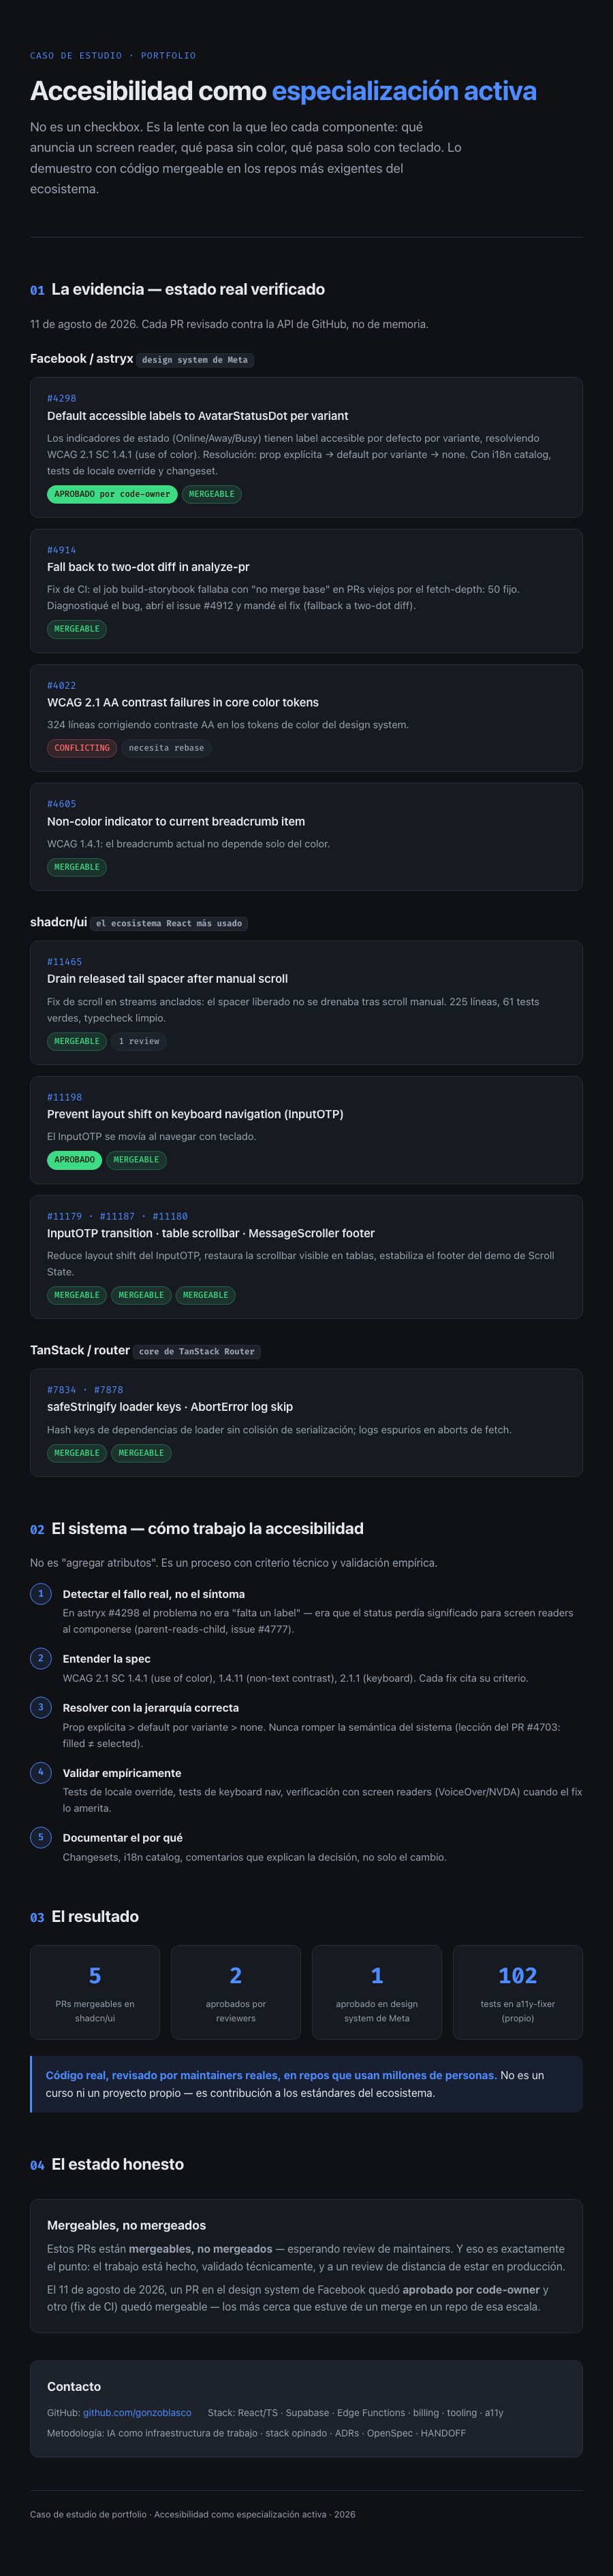 CASO DE ESTUDIO · PORTFOLIO
Accesibilidad como especialización activa
No es un checkbox. Es la lente con la que leo cada componente: qué
anuncia un screen reader, qué pasa sin color, qué pasa solo con teclado. Lo
demuestro con código mergeable en los repos más exigentes del
ecosistema.
01 La evidencia — estado real verificado
11 de agosto de 2026. Cada PR revisado contra la API de GitHub, no de memoria.
Facebook / astryx design system de Meta
#4298
Default accessible labels to AvatarStatusDot per variant
Los indicadores de estado (Online/Away/Busy) tienen label accesible por defecto por variante, resolviendo
WCAG 2.1 SC 1.4.1 (use of color). Resolución: prop explícita → default por variante → none. Con i18n catalog,
tests de locale override y changeset.
APROBADO por code-owner MERGEABLE
#4914
Fall back to two-dot diff in analyze-pr
Fix de CI: el job build-storybook fallaba con "no merge base" en PRs viejos por el fetch-depth: 50 fijo.
Diagnostiqué el bug, abrí el issue #4912 y mandé el fix (fallback a two-dot diff).
MERGEABLE
#4022
WCAG 2.1 AA contrast failures in core color tokens
324 líneas corrigiendo contraste AA en los tokens de color del design system.
CONFLICTING necesita rebase
#4605
Non-color indicator to current breadcrumb item
WCAG 1.4.1: el breadcrumb actual no depende solo del color.
MERGEABLE
shadcn/ui el ecosistema React más usado
#11465
Drain released tail spacer after manual scroll
Fix de scroll en streams anclados: el spacer liberado no se drenaba tras scroll manual. 225 líneas, 61 tests
verdes, typecheck limpio.
MERGEABLE 1 review
#11198
Prevent layout shift on keyboard navigation (InputOTP)
El InputOTP se movía al navegar con teclado.
APROBADO MERGEABLE
#11179 · #11187 · #11180
InputOTP transition · table scrollbar · MessageScroller footer
Reduce layout shift del InputOTP, restaura la scrollbar visible en tablas, estabiliza el footer del demo de Scroll
State.
MERGEABLE MERGEABLE MERGEABLE
TanStack / router core de TanStack Router
#7834 · #7878
safeStringify loader keys · AbortError log skip
Hash keys de dependencias de loader sin colisión de serialización; logs espurios en aborts de fetch.
MERGEABLE MERGEABLE
02 El sistema — cómo trabajo la accesibilidad
No es "agregar atributos". Es un proceso con criterio técnico y validación empírica.
1 Detectar el fallo real, no el síntoma
En astryx #4298 el problema no era "falta un label" — era que el status perdía significado para screen readers
al componerse (parent-reads-child, issue #4777).
2 Entender la spec
WCAG 2.1 SC 1.4.1 (use of color), 1.4.11 (non-text contrast), 2.1.1 (keyboard). Cada fix cita su criterio.
3 Resolver con la jerarquía correcta
Prop explícita > default por variante > none. Nunca romper la semántica del sistema (lección del PR #4703:
filled ≠ selected).
4 Validar empíricamente
Tests de locale override, tests de keyboard nav, verificación con screen readers (VoiceOver/NVDA) cuando el fix
lo amerita.
5 Documentar el por qué
Changesets, i18n catalog, comentarios que explican la decisión, no solo el cambio.
03 El resultado
5 2 1 102
PRs mergeables en aprobados por aprobado en design tests en a11y-fixer
shadcn/ui reviewers system de Meta (propio)
Código real, revisado por maintainers reales, en repos que usan millones de personas. No es un
curso ni un proyecto propio — es contribución a los estándares del ecosistema.
04 El estado honesto
Mergeables, no mergeados
Estos PRs están mergeables, no mergeados — esperando review de maintainers. Y eso es exactamente
el punto: el trabajo está hecho, validado técnicamente, y a un review de distancia de estar en producción.
El 11 de agosto de 2026, un PR en el design system de Facebook quedó aprobado por code-owner y
otro (fix de CI) quedó mergeable — los más cerca que estuve de un merge en un repo de esa escala.
Contacto
GitHub: github.com/gonzoblasco Stack: React/TS · Supabase · Edge Functions · billing · tooling · a11y
Metodología: IA como infraestructura de trabajo · stack opinado · ADRs · OpenSpec · HANDOFF
Caso de estudio de portfolio · Accesibilidad como especialización activa · 2026